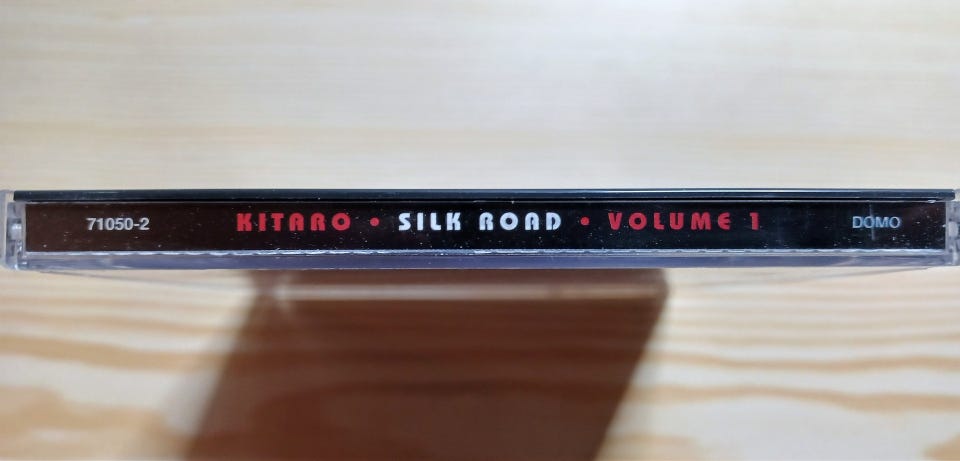 71050-2 KITARO • SILK ROAD • VOLUME 1 DOMO